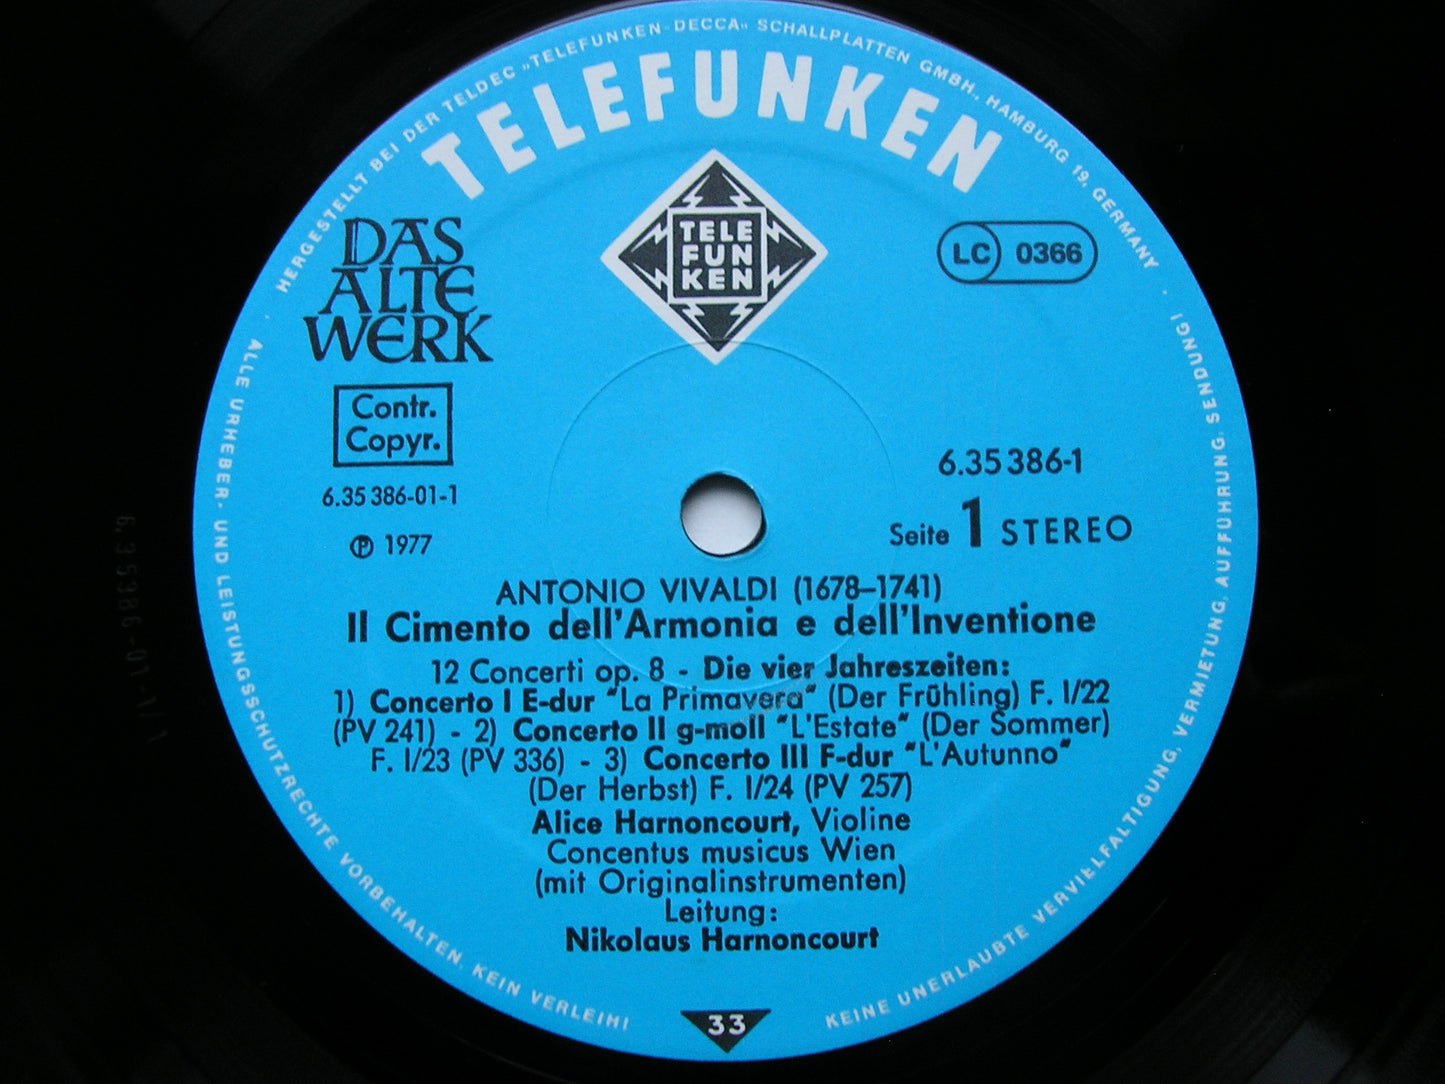 HERGESTELLT BEI DER TELDEC »TELEFUNKEN-DECCA« SCHALLPLATTEN GMBH., HAMBURG 19, GERMANY ·
TELEFUNKEN
DAS
ALTE
WERK
TELE
FUN
KEN
LC 0366
Contr.
Copyr.
6.35 386-01-1
℗ 1977
6.35 386-1
Seite 1 STEREO
ANTONIO VIVALDI (1678–1741)
Il Cimento dell'Armonia e dell'Inventione
12 Concerti op. 8 - Die vier Jahreszeiten:
1) Concerto I E-dur "La Primavera" (Der Frühling) F. I/22
(PV 241) - 2) Concerto II g-moll "L'Estate" (Der Sommer)
F. I/23 (PV 336) - 3) Concerto III F-dur "L'Autunno"
(Der Herbst) F. I/24 (PV 257)
Alice Harnoncourt, Violine
Concentus musicus Wien
(mit Originalinstrumenten)
Leitung:
Nikolaus Harnoncourt
33
ALLE URHEBER- UND LEISTUNGSSCHUTZRECHTE VORBEHALTEN. KEIN VERLEIH!
KEINE UNERLAUBTE VERVIELFÄLTIGUNG, VERMIETUNG, AUFFÜHRUNG, SENDUNG!
6.35386-01-1/1